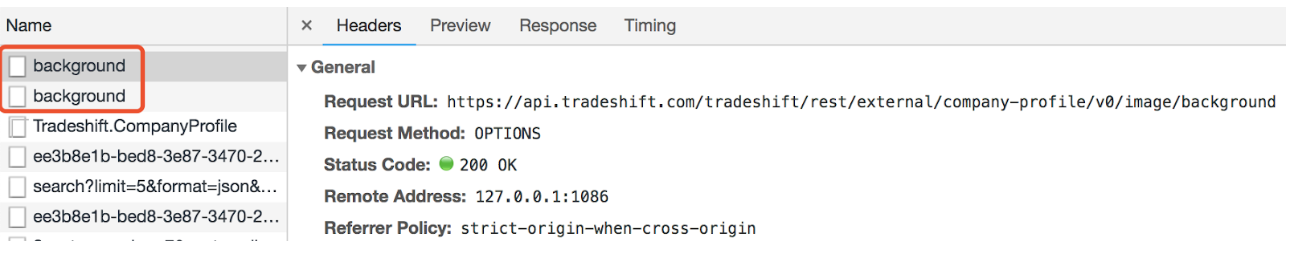 Name
× Headers Preview Response Timing
background
background
Tradeshift.CompanyProfile
ee3b8e1b-bed8-3e87-3470-2...
search?limit=5&format=json&...
ee3b8e1b-bed8-3e87-3470-2...
▾ General
Request URL: https://api.tradeshift.com/tradeshift/rest/external/company-profile/v0/image/background
Request Method: OPTIONS
Status Code: 200 OK
Remote Address: 127.0.0.1:1086
Referrer Policy: strict-origin-when-cross-origin